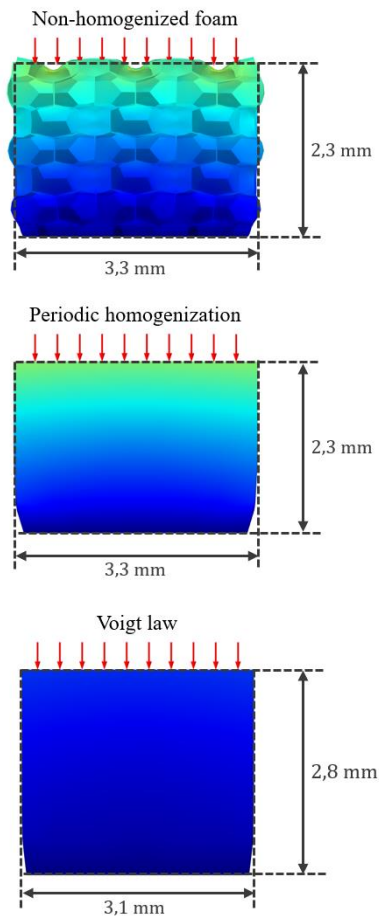 Non-homogenized foam
2,3 mm
3,3 mm
Periodic homogenization
2,3 mm
3,3 mm
Voigt law
2,8 mm
3,1 mm